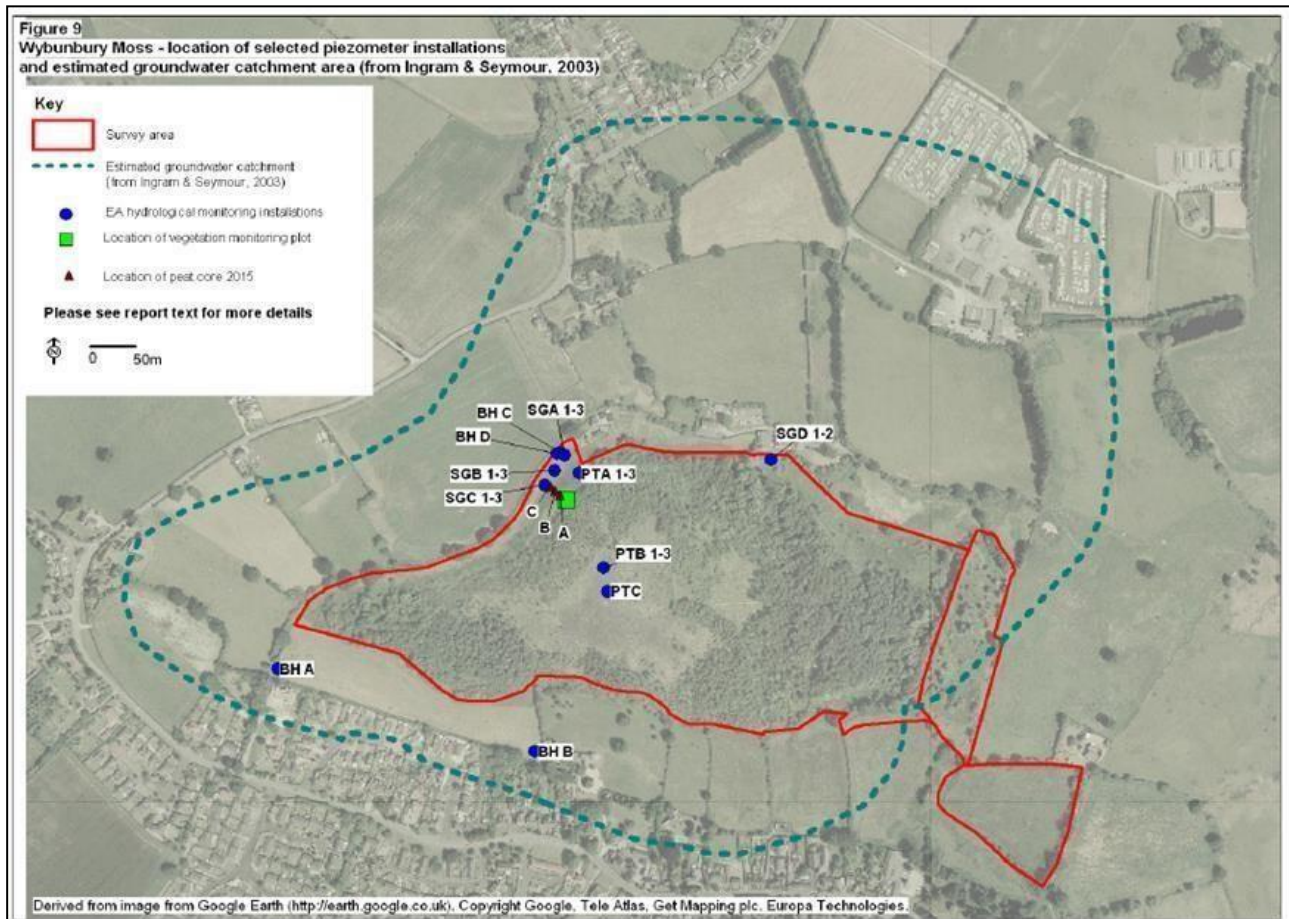 Figure 9
Wybunbury Moss - location of selected piezometer installations
and estimated groundwater catchment area (from Ingram & Seymour, 2003)
Key
Survey area
Estimated groundwater catchment
(from Ingram & Seymour, 2003)
EA hydrological monitoring installations
Location of vegetation monitoring plot
Location of peat core 2015
Please see report text for more details
N
0 50m
SGA 1-3
BH C
BH D
SGD 1-2
SGB 1-3
PTA 1-3
SGC 1-3
C
B
A
PTB 1-3
PTC
BH A
BH B
Derived from image from Google Earth (http://earth.google.co.uk). Copyright Google, Tele Atlas, Get Mapping plc. Europa Technologies.